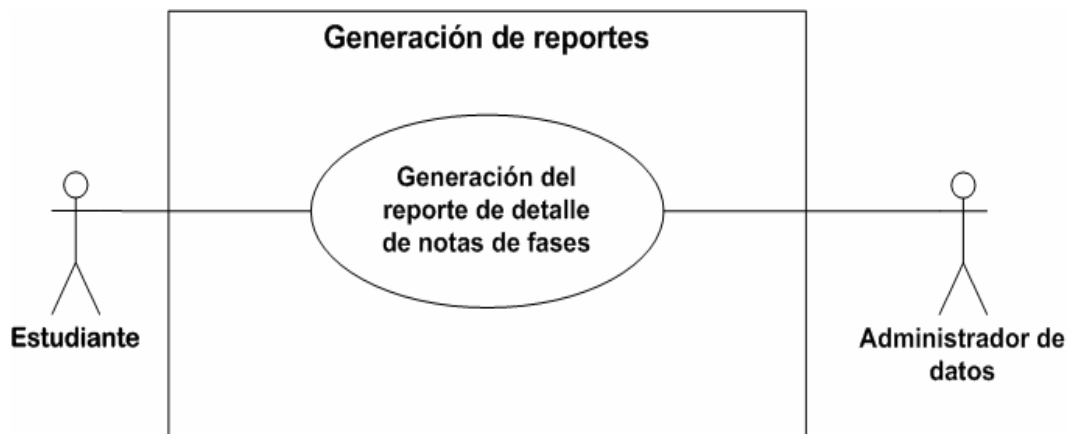 Generación de reportes
Generación del
reporte de detalle
de notas de fases
Estudiante
Administrador de
datos